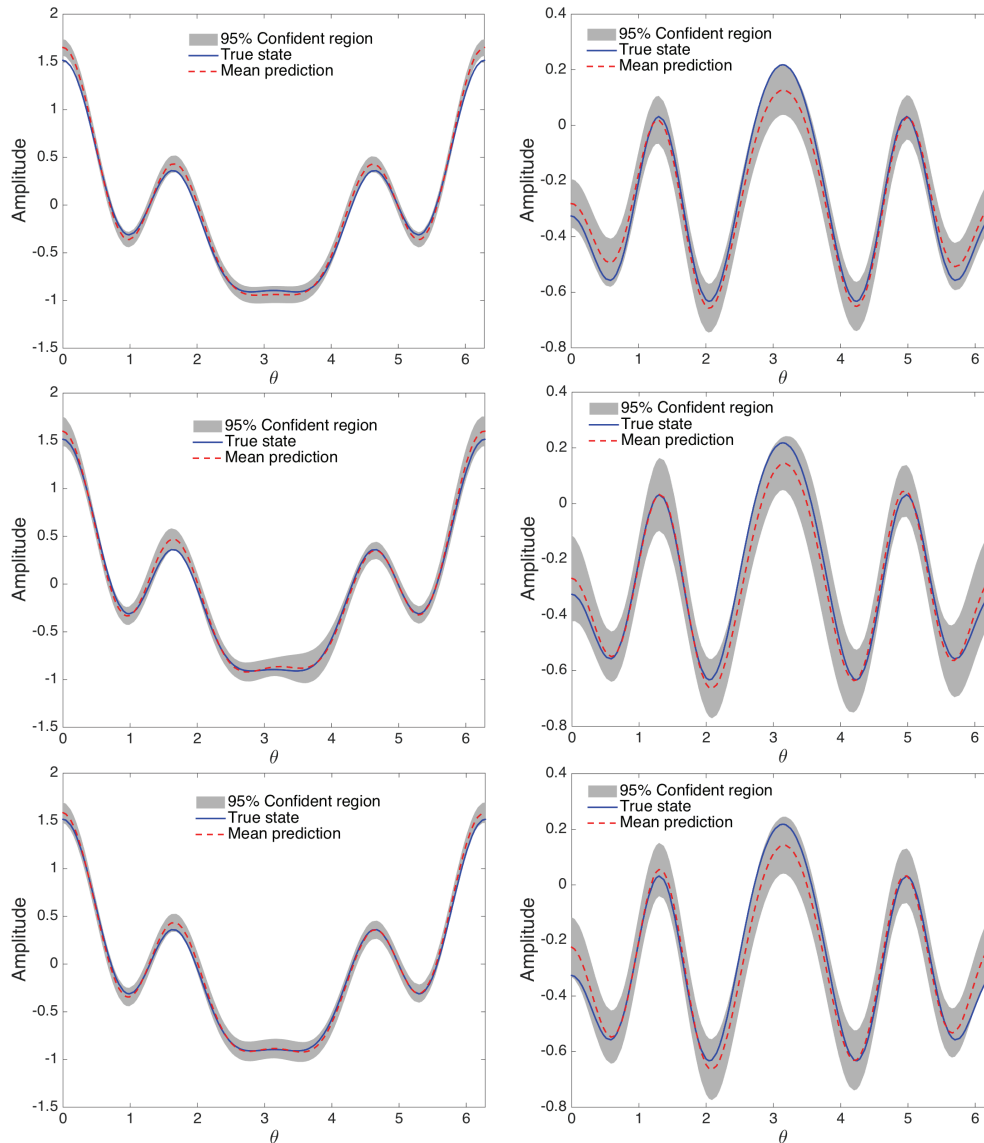 2
1.5
1
0.5
0
-0.5
-1
-1.5
Amplitude
95% Confident region
True state
Mean prediction
0 1 2 3 4 5 6
θ
0.4
0.2
0
-0.2
-0.4
-0.6
-0.8
Amplitude
95% Confident region
True state
Mean prediction
0 1 2 3 4 5 6
θ
2
1.5
1
0.5
0
-0.5
-1
-1.5
Amplitude
95% Confident region
True state
Mean prediction
0 1 2 3 4 5 6
θ
0.4
0.2
0
-0.2
-0.4
-0.6
-0.8
Amplitude
95% Confident region
True state
Mean prediction
0 1 2 3 4 5 6
θ
2
1.5
1
0.5
0
-0.5
-1
-1.5
Amplitude
95% Confident region
True state
Mean prediction
0 1 2 3 4 5 6
θ
0.4
0.2
0
-0.2
-0.4
-0.6
-0.8
Amplitude
95% Confident region
True state
Mean prediction
0 1 2 3 4 5 6
θ